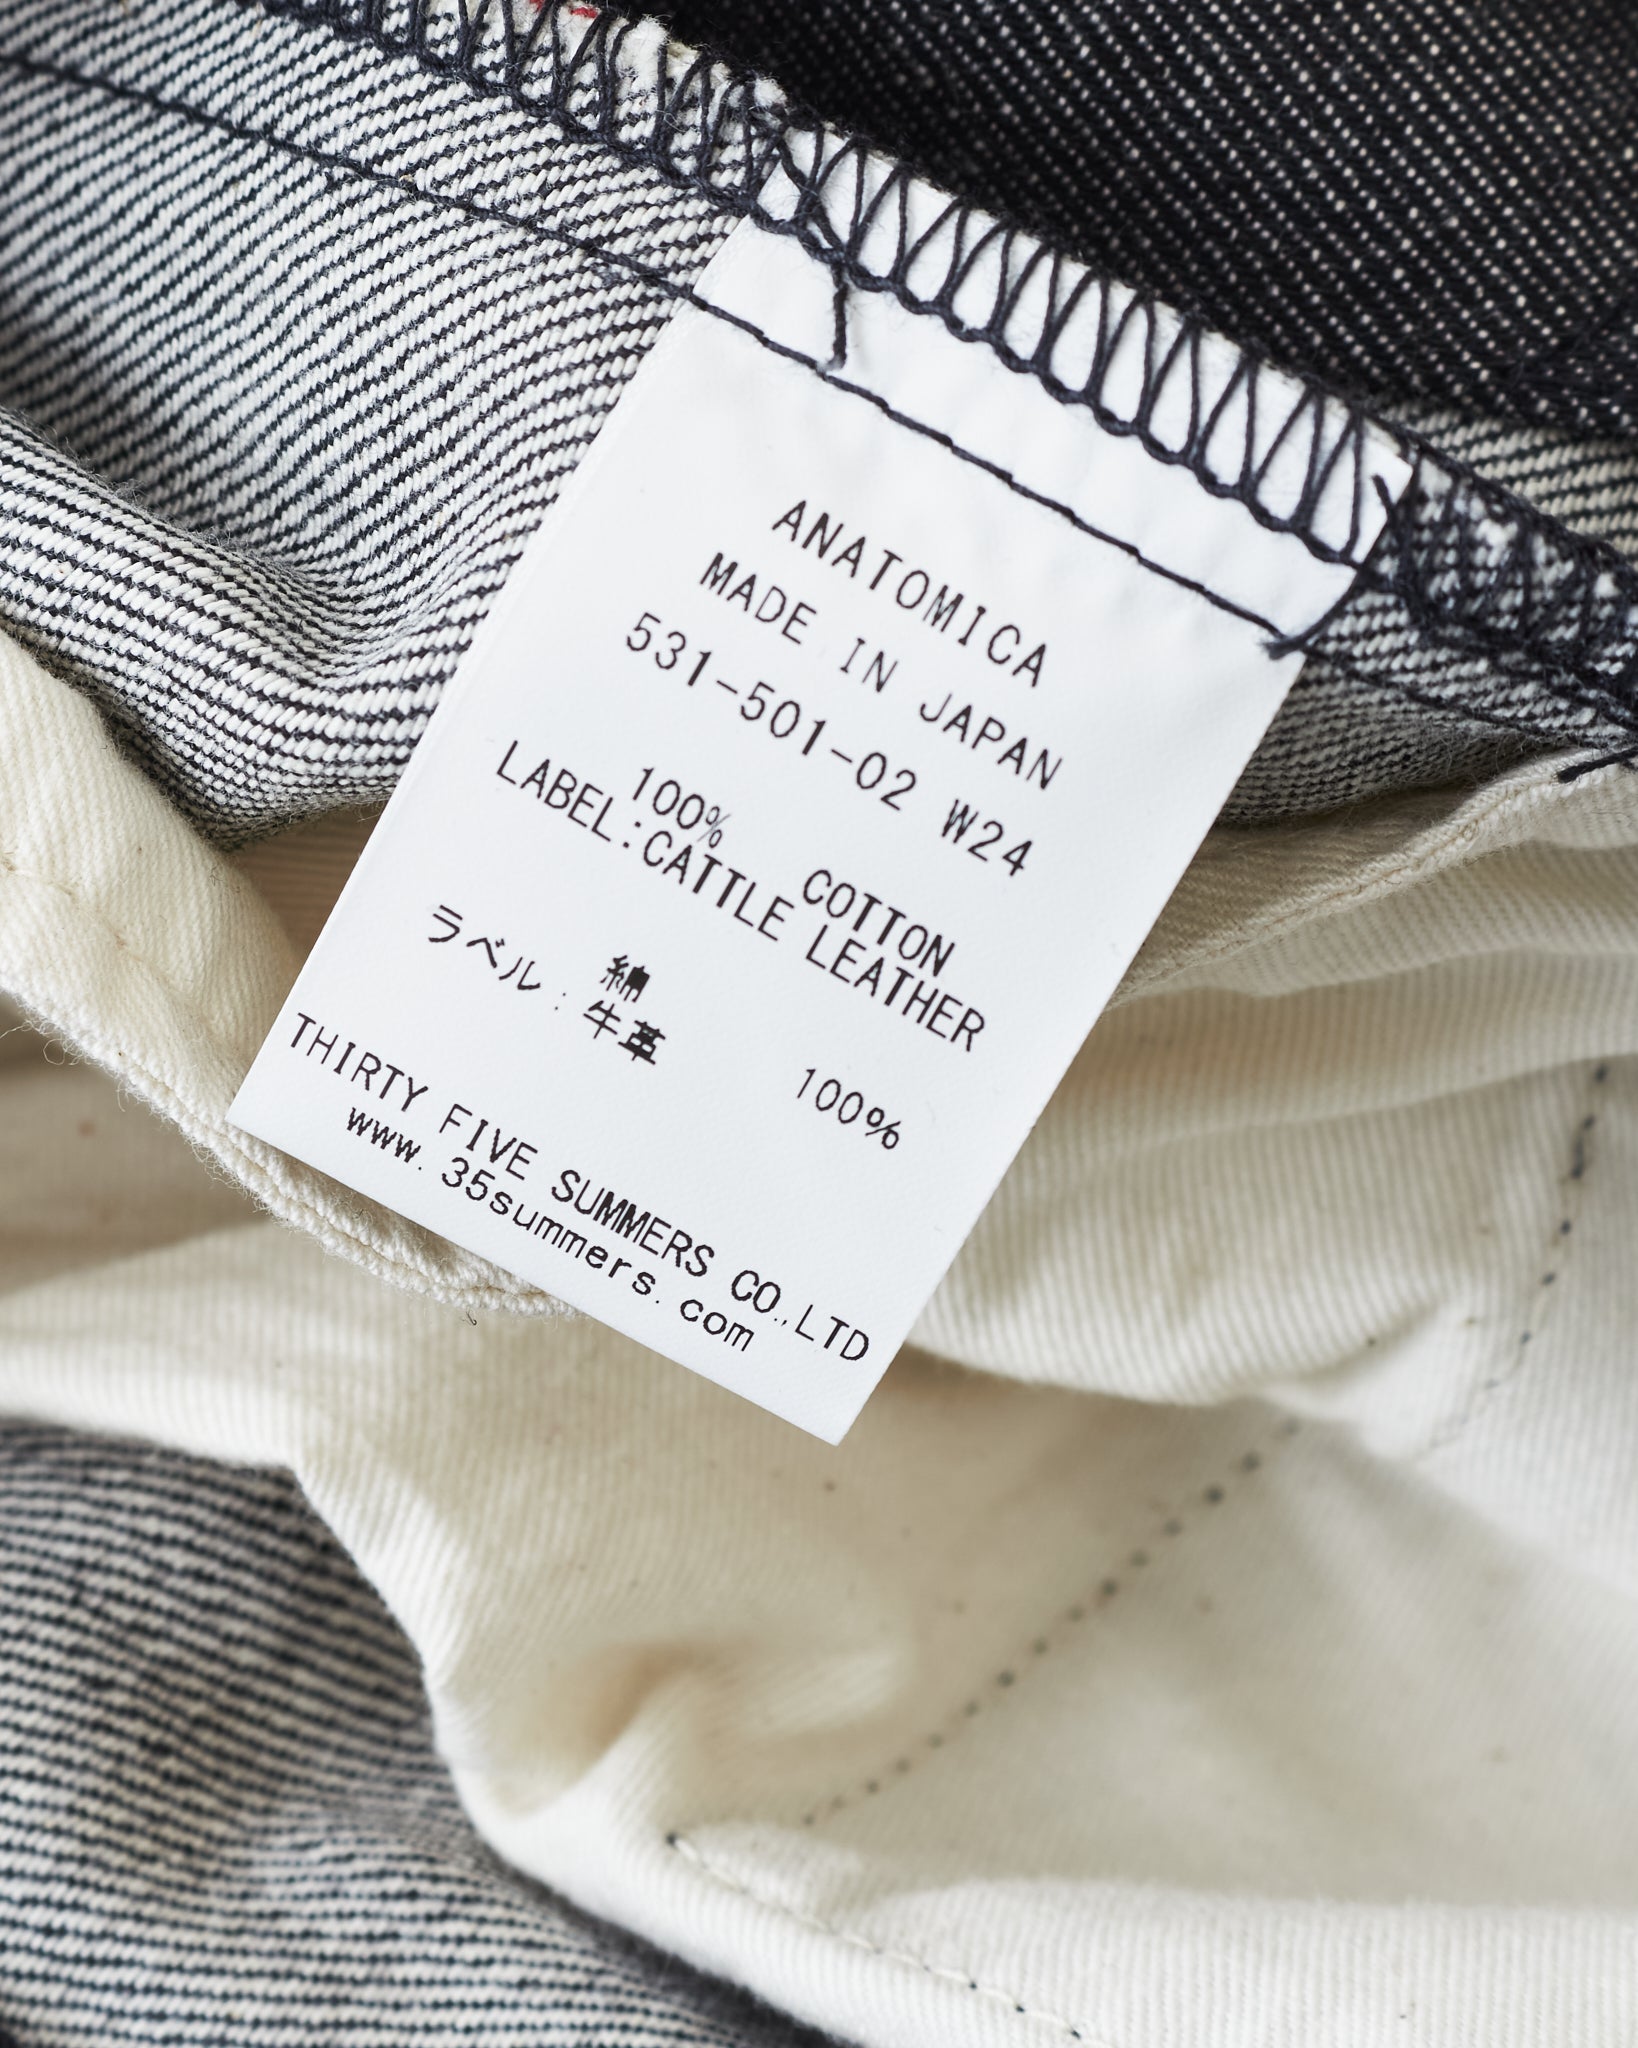 ANATOMICA
MADE IN JAPAN
531-501-02 W24
100% COTTON
LABEL:CATTLE LEATHER
綿 100%
ラベル:牛革
THIRTY FIVE SUMMERS CO.,LTD
www.35summers.com